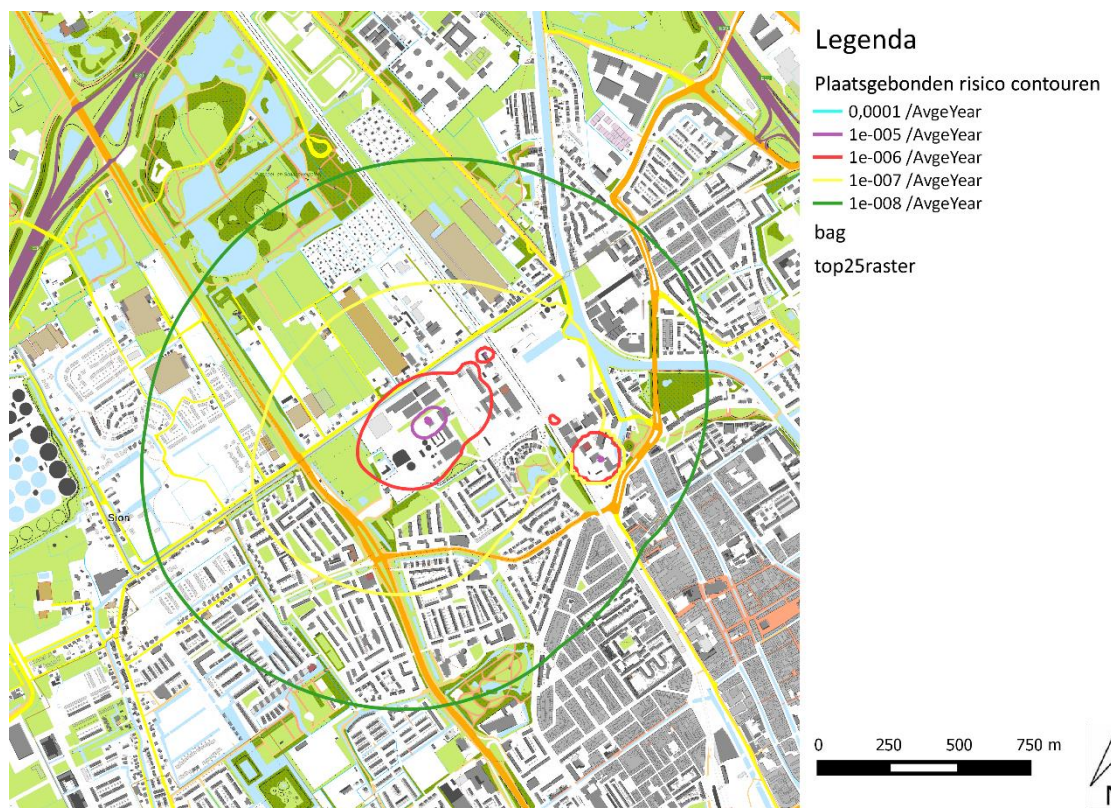 Legenda
Plaatsgebonden risico contouren
0,0001 /AvgeYear
1e-005 /AvgeYear
1e-006 /AvgeYear
1e-007 /AvgeYear
1e-008 /AvgeYear
bag
top25raster
Sion
0 250 500 750 m